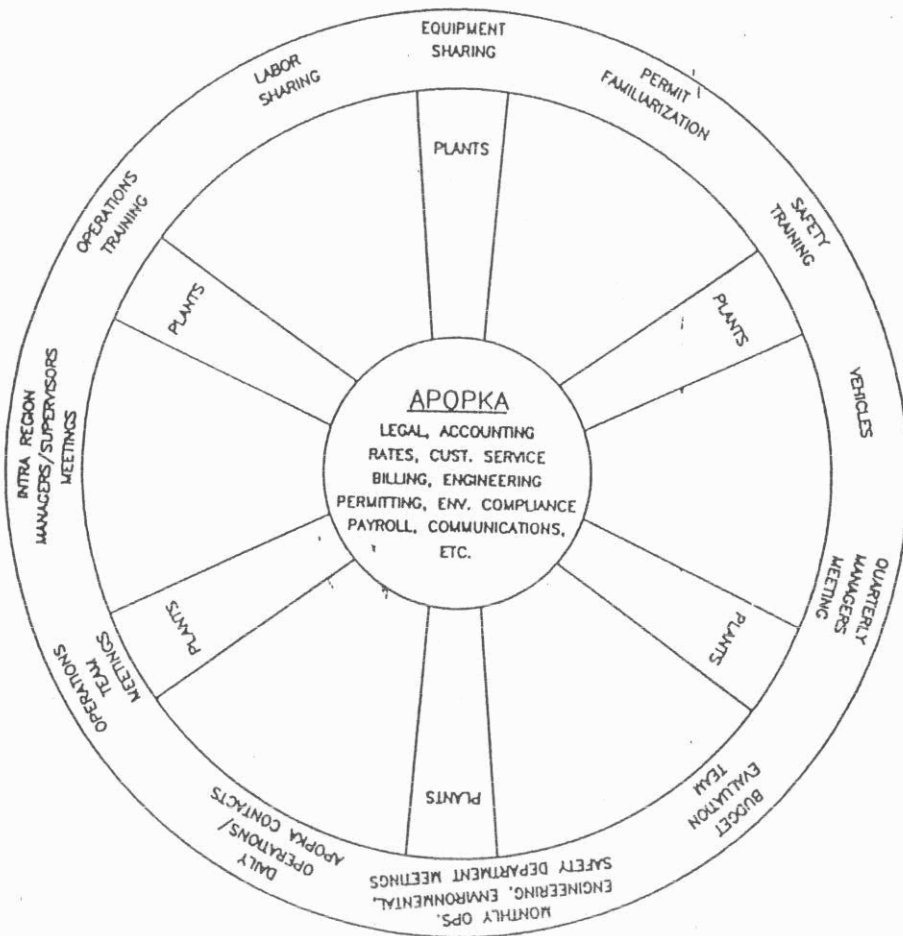 EQUIPMENT
SHARING
PERMIT
FAMILIARIZATION
SAFETY
TRAINING
VEHICLES
QUARTERLY
MANAGERS
MEETING
BUDGET
EVALUATION
TEAM
MONTHLY OPS.
ENGINEERING, ENVIRONMENTAL,
SAFETY DEPARTMENT MEETINGS
DAILY
OPERATIONS/
APOPKA CONTACTS
OPERATIONS
TEAM
MEETINGS
INTRA REGION
MANAGERS/SUPERVISORS
MEETINGS
OPERATIONS
TRAINING
LABOR
SHARING
PLANTS
PLANTS
PLANTS
PLANTS
PLANTS
PLANTS
APOPKA
LEGAL, ACCOUNTING
RATES, CUST. SERVICE
BILLING, ENGINEERING
PERMITTING, ENV. COMPLIANCE
PAYROLL, COMMUNICATIONS,
ETC.